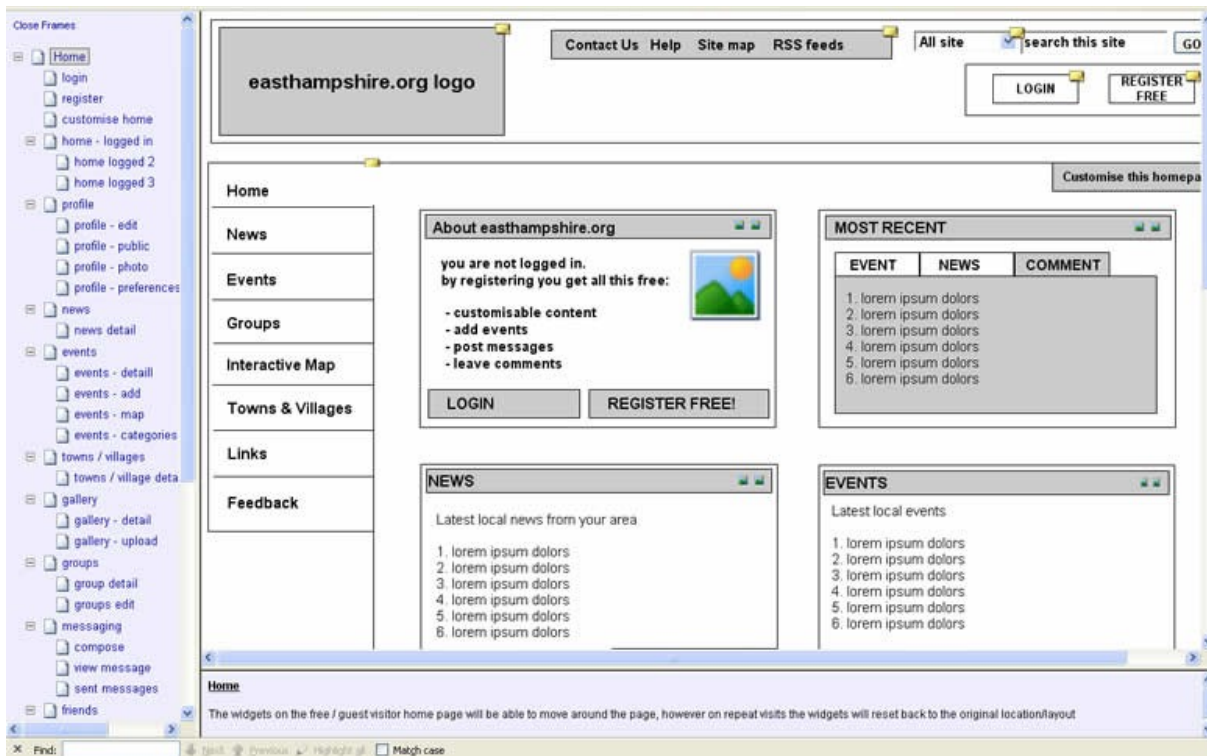 Close Frames
Home
login
register
customise home
home - logged in
home logged 2
home logged 3
profile
profile - edit
profile - public
profile - photo
profile - preferences
news
news detail
events
events - detaill
events - add
events - map
events - categories
towns / villages
towns / village deta
gallery
gallery - detail
gallery - upload
groups
group detail
groups edit
messaging
compose
view message
sent messages
friends
easthampshire.org logo
Contact Us Help Site map RSS feeds
All site
search this site
GO
LOGIN
REGISTER
FREE
Customise this homepa
Home
News
Events
Groups
Interactive Map
Towns & Villages
Links
Feedback
About easthampshire.org
you are not logged in.
by registering you get all this free:
- customisable content
- add events
- post messages
- leave comments
LOGIN
REGISTER FREE!
MOST RECENT
EVENT NEWS COMMENT
1. lorem ipsum dolors
2. lorem ipsum dolors
3. lorem ipsum dolors
4. lorem ipsum dolors
5. lorem ipsum dolors
6. lorem ipsum dolors
NEWS
Latest local news from your area
1. lorem ipsum dolors
2. lorem ipsum dolors
3. lorem ipsum dolors
4. lorem ipsum dolors
5. lorem ipsum dolors
6. lorem ipsum dolors
EVENTS
Latest local events
1. lorem ipsum dolors
2. lorem ipsum dolors
3. lorem ipsum dolors
4. lorem ipsum dolors
5. lorem ipsum dolors
6. lorem ipsum dolors
Home
The widgets on the free / guest visitor home page will be able to move around the page, however on repeat visits the widgets will reset back to the original location/layout
Find: Next Previous Highlight all Match case